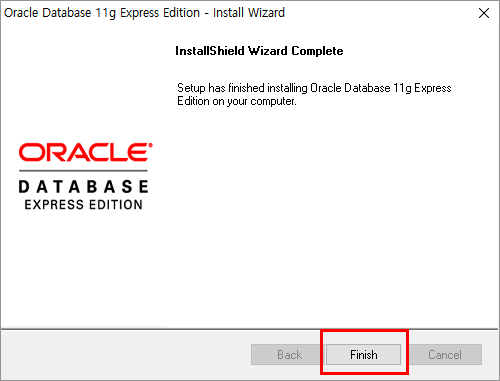 Oracle Database 11g Express Edition - Install Wizard
InstallShield Wizard Complete
Setup has finished installing Oracle Database 11g Express
Edition on your computer.
ORACLE
DATABASE
EXPRESS EDITION
Back
Finish
Cancel